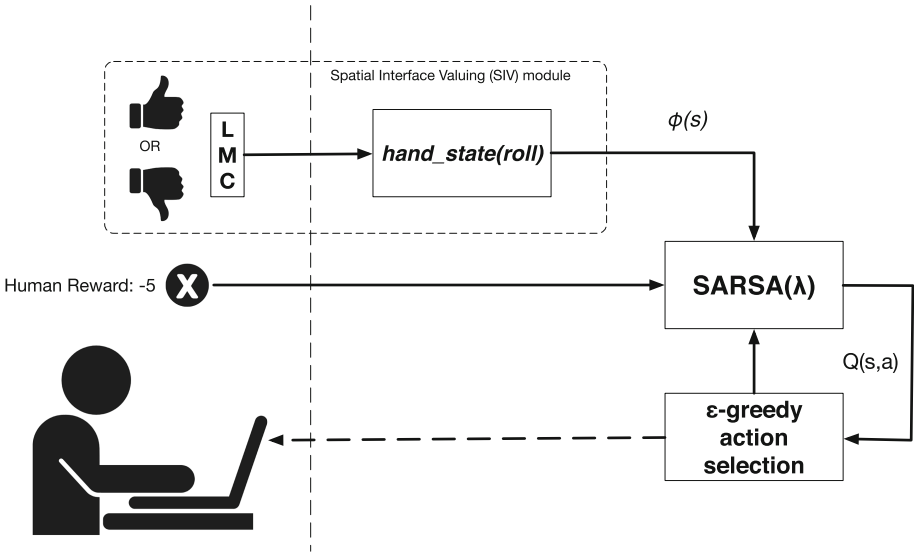 Spatial Interface Valuing (SIV) module
OR
L
M
C
hand_state(roll)
ϕ(s)
Human Reward: -5
X
SARSA(λ)
Q(s,a)
ε-greedy
action
selection